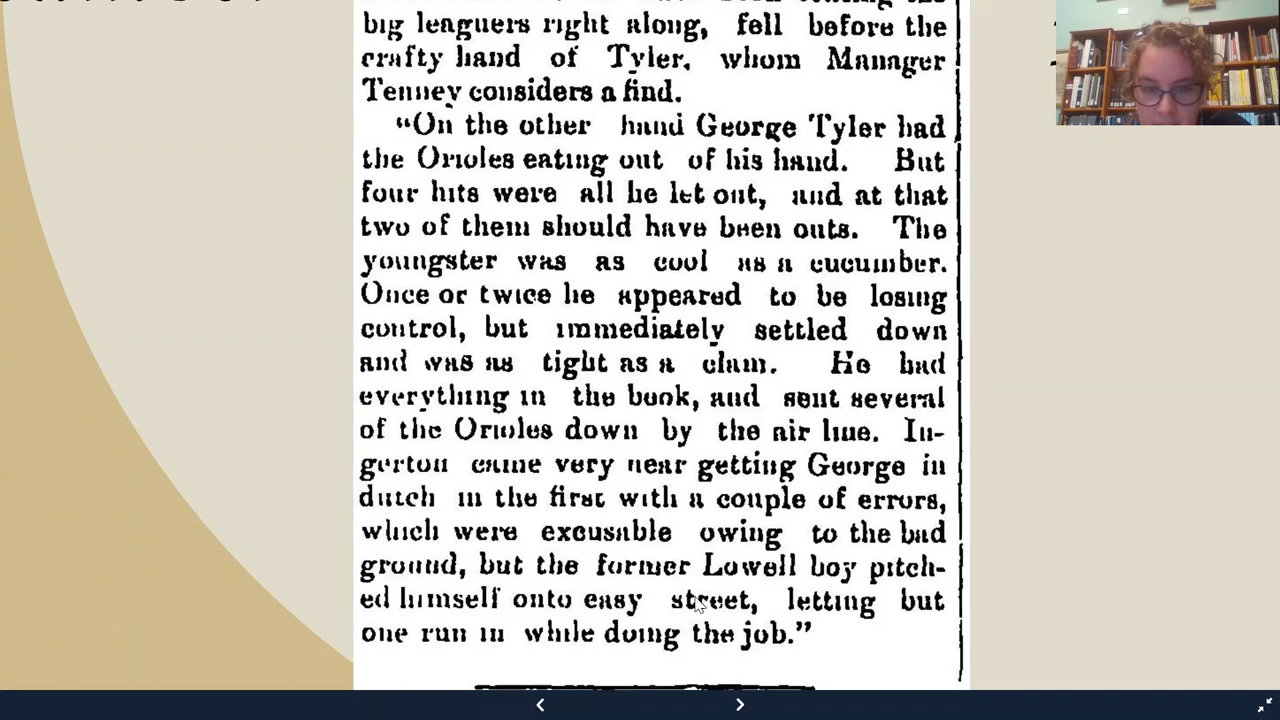 big leaguers right along, fell before the
crafty hand of Tyler, whom Manager
Tenney considers a find.
“On the other hand George Tyler had
the Orioles eating out of his hand. But
four hits were all he let out, and at that
two of them should have been outs. The
youngster was as cool as a cucumber.
Once or twice he appeared to be losing
control, but immediately settled down
and was as tight as a clam. He had
everything in the book, and sent several
of the Orioles down by the air line. In-
gerton came very near getting George in
dutch in the first with a couple of errors,
which were excusable owing to the bad
ground, but the former Lowell boy pitch-
ed himself onto easy street, letting but
one run in while doing the job.”